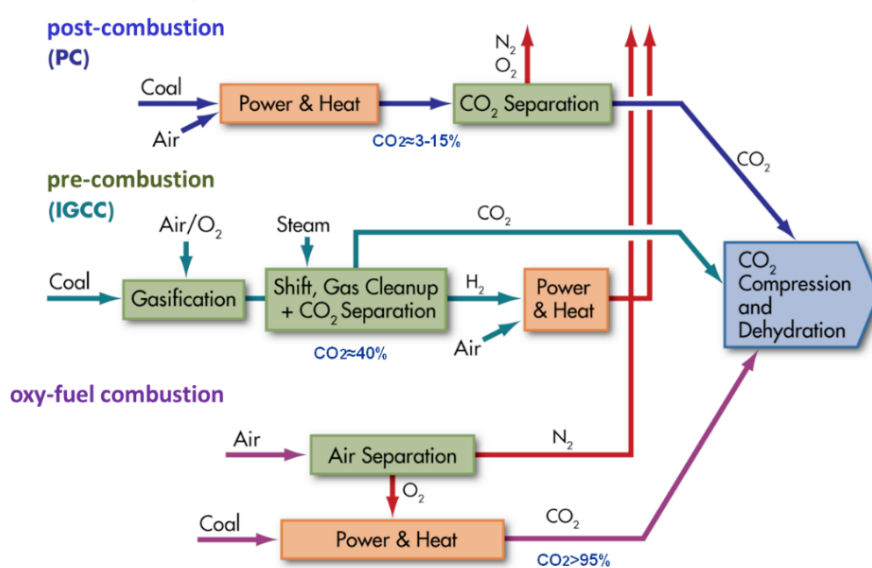 post-combustion
(PC)
Coal
Air
Power & Heat
CO₂≈3-15%
N₂
O₂
CO₂ Separation
CO₂
pre-combustion
(IGCC)
Air/O₂
Steam
CO₂
Coal
Gasification
Shift, Gas Cleanup
+ CO₂ Separation
H₂
Air
Power
& Heat
CO₂≈40%
CO₂
Compression
and
Dehydration
oxy-fuel combustion
Air
Air Separation
N₂
O₂
Coal
Power & Heat
CO₂
CO₂>95%